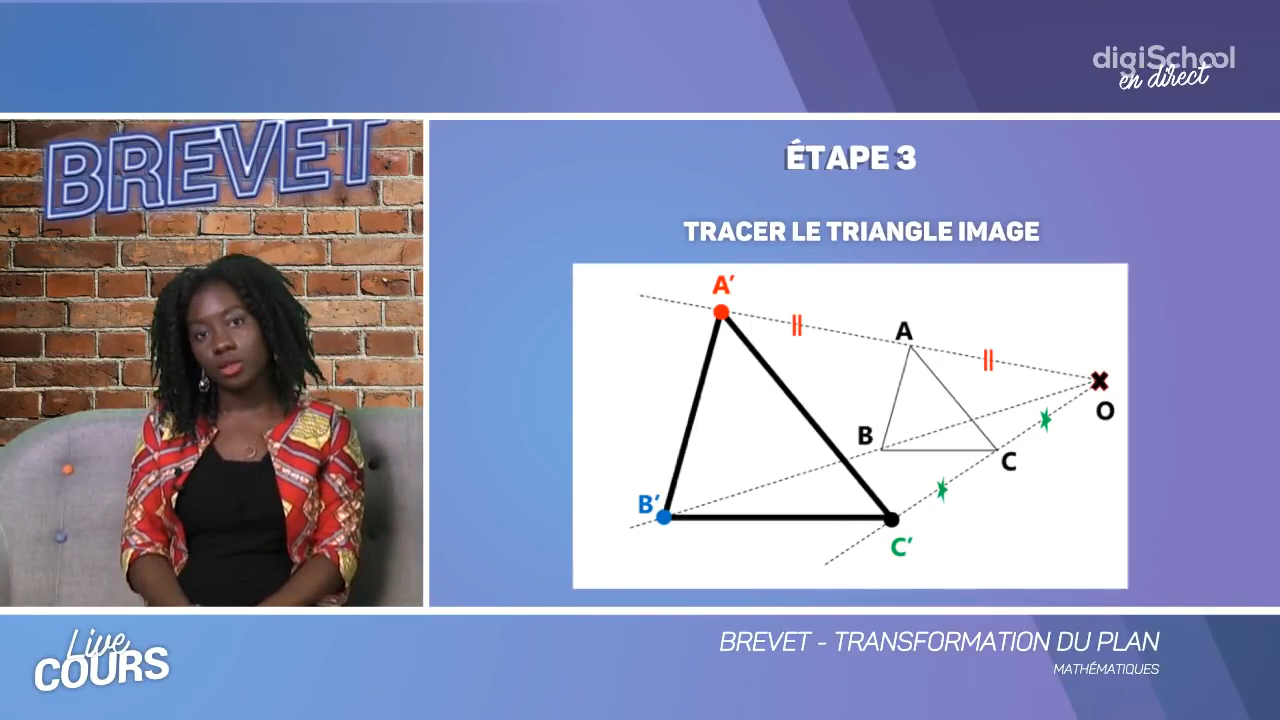 digiSchool
en direct
BREVET
ÉTAPE 3
TRACER LE TRIANGLE IMAGE
A’
A
O
B
C
B’
C’
Live
COURS
BREVET - TRANSFORMATION DU PLAN
MATHÉMATIQUES